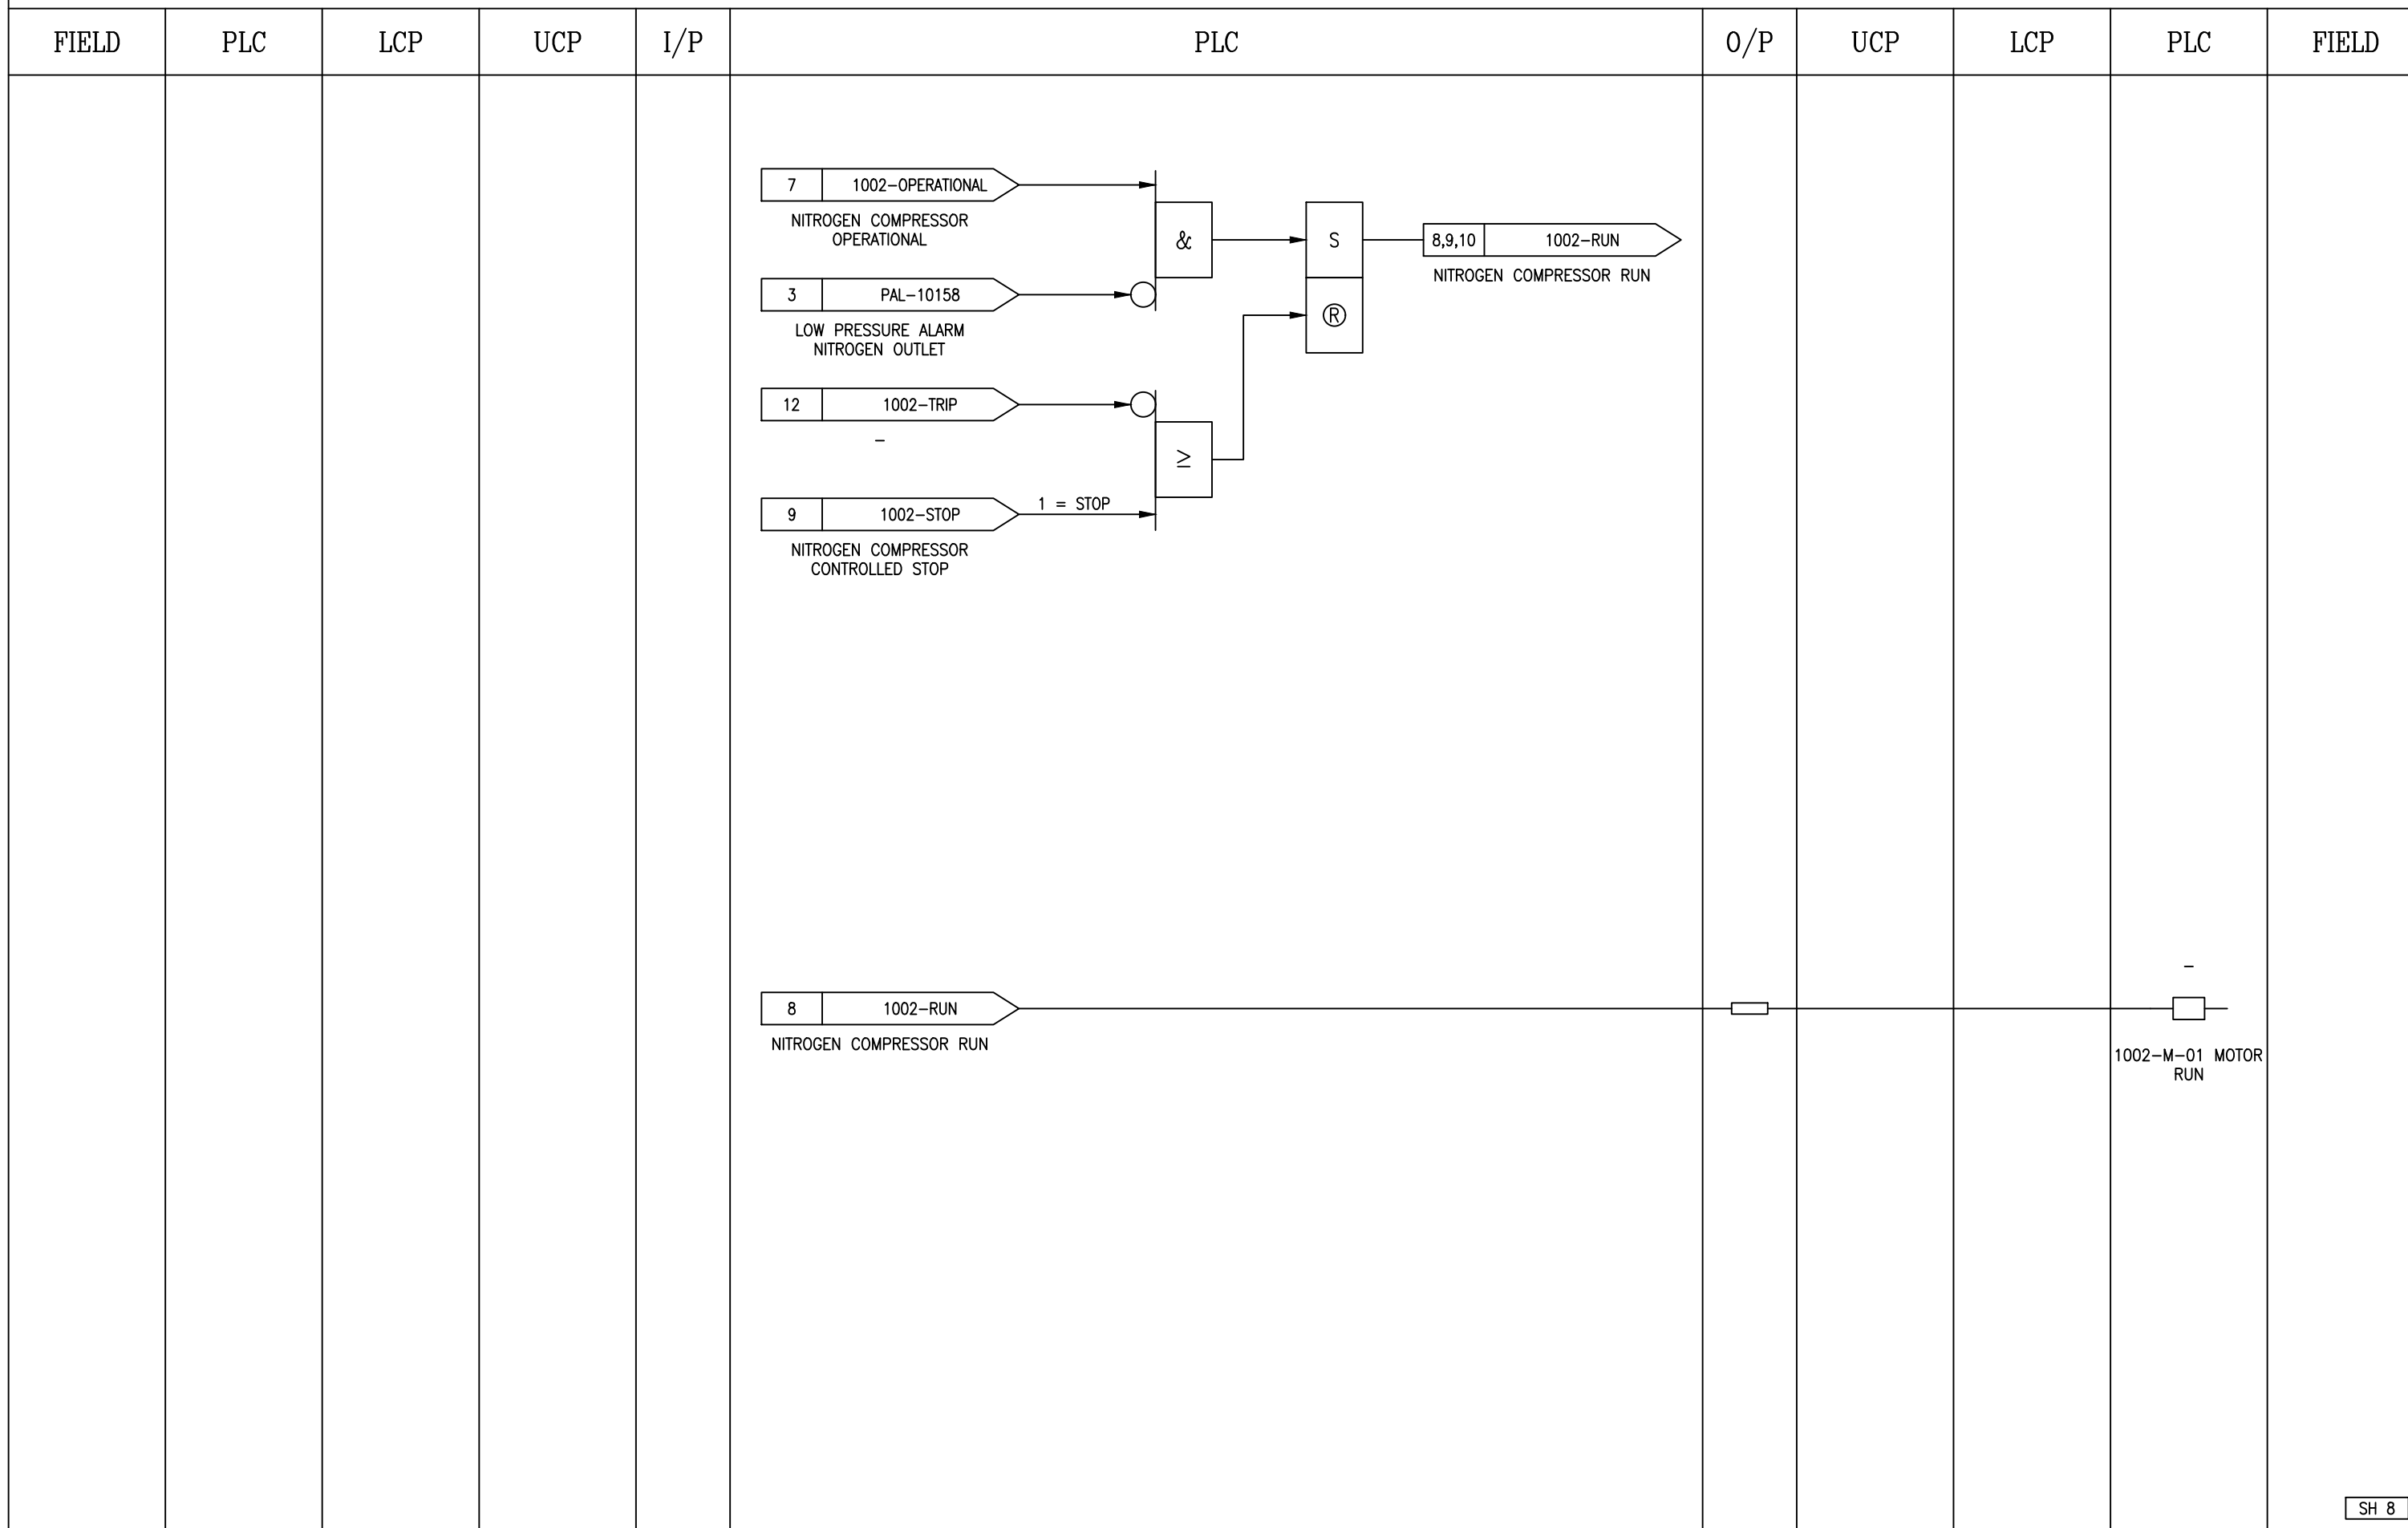 FIELD PLC LCP UCP I/P PLC O/P UCP LCP PLC FIELD
7 1002-OPERATIONAL
NITROGEN COMPRESSOR
OPERATIONAL
&
S
8,9,10 1002-RUN
NITROGEN COMPRESSOR RUN
3 PAL-10158
LOW PRESSURE ALARM
NITROGEN OUTLET
®
12 1002-TRIP
-
≥
9 1002-STOP
1 = STOP
NITROGEN COMPRESSOR
CONTROLLED STOP
-
8 1002-RUN
NITROGEN COMPRESSOR RUN
1002-M-01 MOTOR
RUN
SH 8